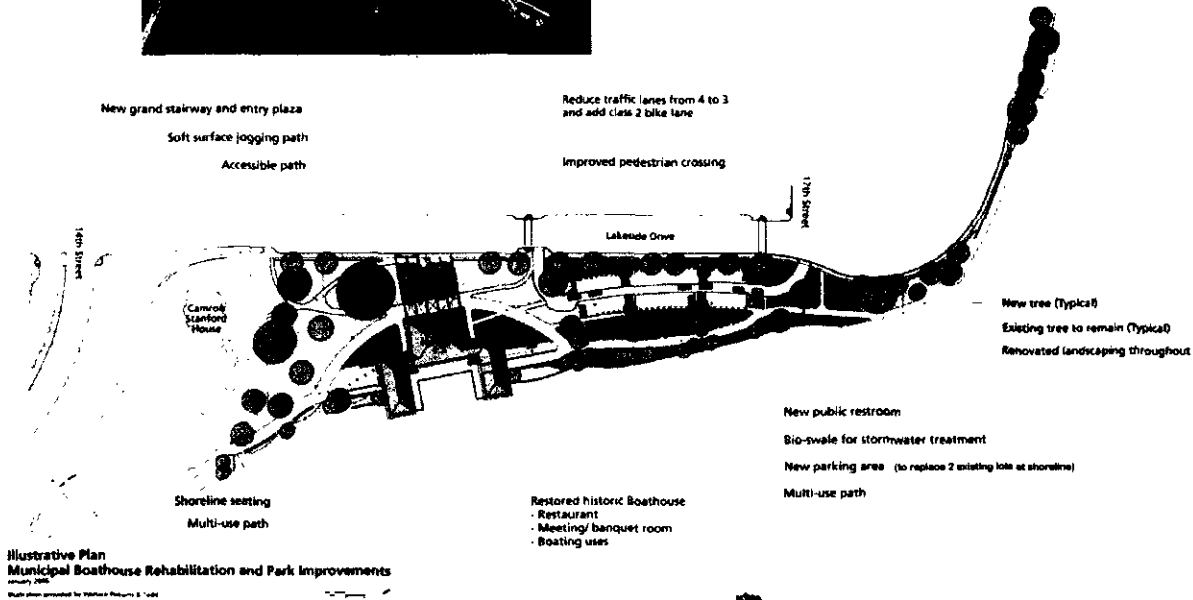 New grand stairway and entry plaza
Soft surface jogging path
Accessible path
Reduce traffic lanes from 4 to 3
and add class 2 bike lane
Improved pedestrian crossing
17th Street
Lakeside Drive
14th Street
Camron
Stanford
House
New tree (Typical)
Existing tree to remain (Typical)
Renovated landscaping throughout
New public restroom
Bio-swale for stormwater treatment
New parking area (to replace 2 existing lots at shoreline)
Multi-use path
Shoreline seating
Multi-use path
Restored historic Boathouse
· Restaurant
· Meeting/ banquet room
· Boating uses
Illustrative Plan
Municipal Boathouse Rehabilitation and Park Improvements